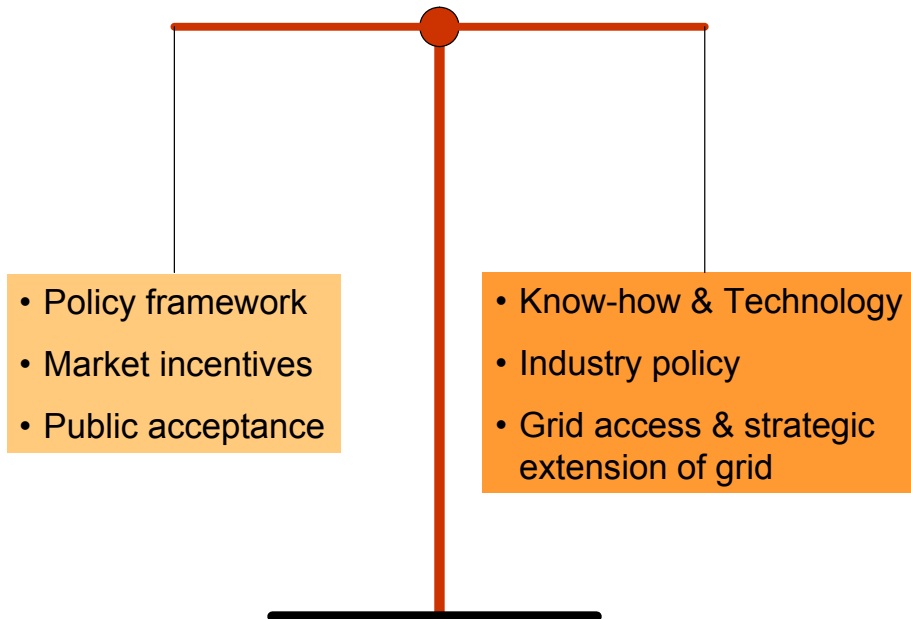 • Policy framework
• Market incentives
• Public acceptance
• Know-how & Technology
• Industry policy
• Grid access & strategic
extension of grid